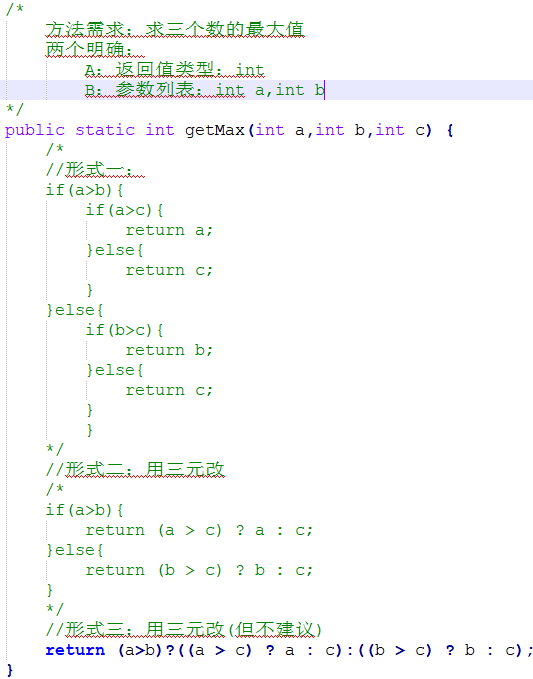 /*
    方法需求：求三个数的最大值
    两个明确：
        A：返回值类型：int
        B：参数列表：int a,int b
*/
public static int getMax(int a,int b,int c) {
    /*
    //形式一：
    if(a>b){
        if(a>c){
            return a;
        }else{
            return c;
        }
    }else{
        if(b>c){
            return b;
        }else{
            return c;
        }
        }
    */
    //形式二：用三元改
    /*
    if(a>b){
        return (a > c) ? a : c;
    }else{
        return (b > c) ? b : c;
    }
    */
    //形式三：用三元改(但不建议)
    return (a>b)?((a > c) ? a : c):((b > c) ? b : c);
}